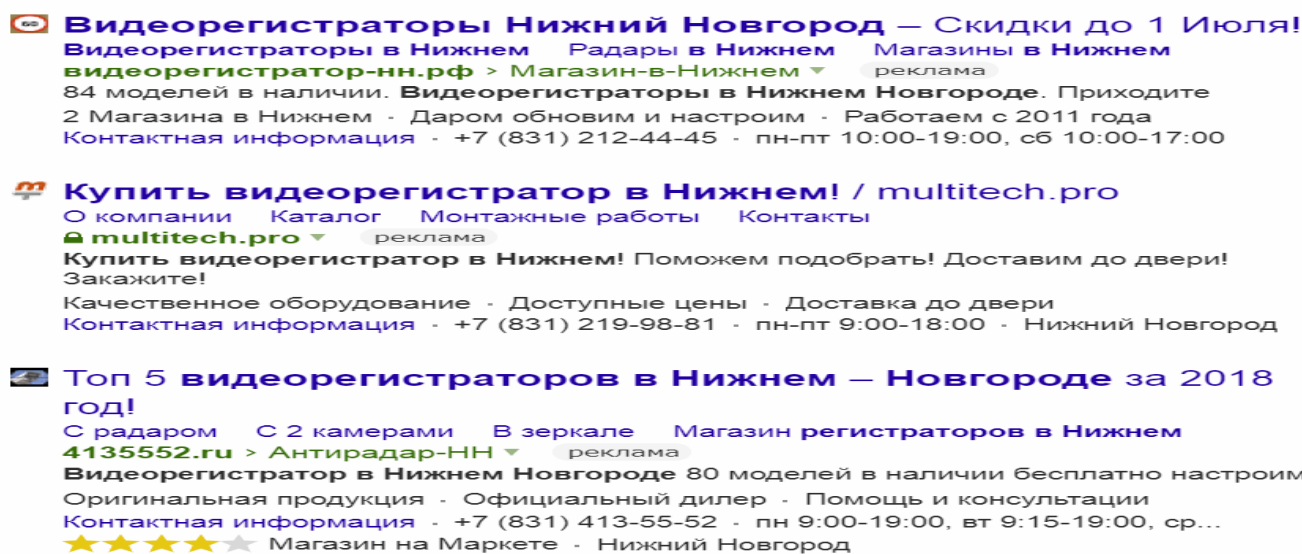 Видеорегистраторы Нижний Новгород – Скидки до 1 Июля!
Видеорегистраторы в Нижнем Радары в Нижнем Магазины в Нижнем
видеорегистратор-нн.рф > Магазин-в-Нижнем реклама
84 моделей в наличии. Видеорегистраторы в Нижнем Новгороде. Приходите
2 Магазина в Нижнем · Даром обновим и настроим · Работаем с 2011 года
Контактная информация · +7 (831) 212-44-45 · пн-пт 10:00-19:00, сб 10:00-17:00
Купить видеорегистратор в Нижнем! / multitech.pro
О компании Каталог Монтажные работы Контакты
multitech.pro реклама
Купить видеорегистратор в Нижнем! Поможем подобрать! Доставим до двери!
Закажите!
Качественное оборудование · Доступные цены · Доставка до двери
Контактная информация · +7 (831) 219-98-81 · пн-пт 9:00-18:00 · Нижний Новгород
Топ 5 видеорегистраторов в Нижнем – Новгороде за 2018
год!
С радаром С 2 камерами В зеркале Магазин регистраторов в Нижнем
4135552.ru > Антирадар-НН реклама
Видеорегистратор в Нижнем Новгороде 80 моделей в наличии бесплатно настроим
Оригинальная продукция · Официальный дилер · Помощь и консультации
Контактная информация · +7 (831) 413-55-52 · пн 9:00-19:00, вт 9:15-19:00, ср...
Магазин на Маркете · Нижний Новгород